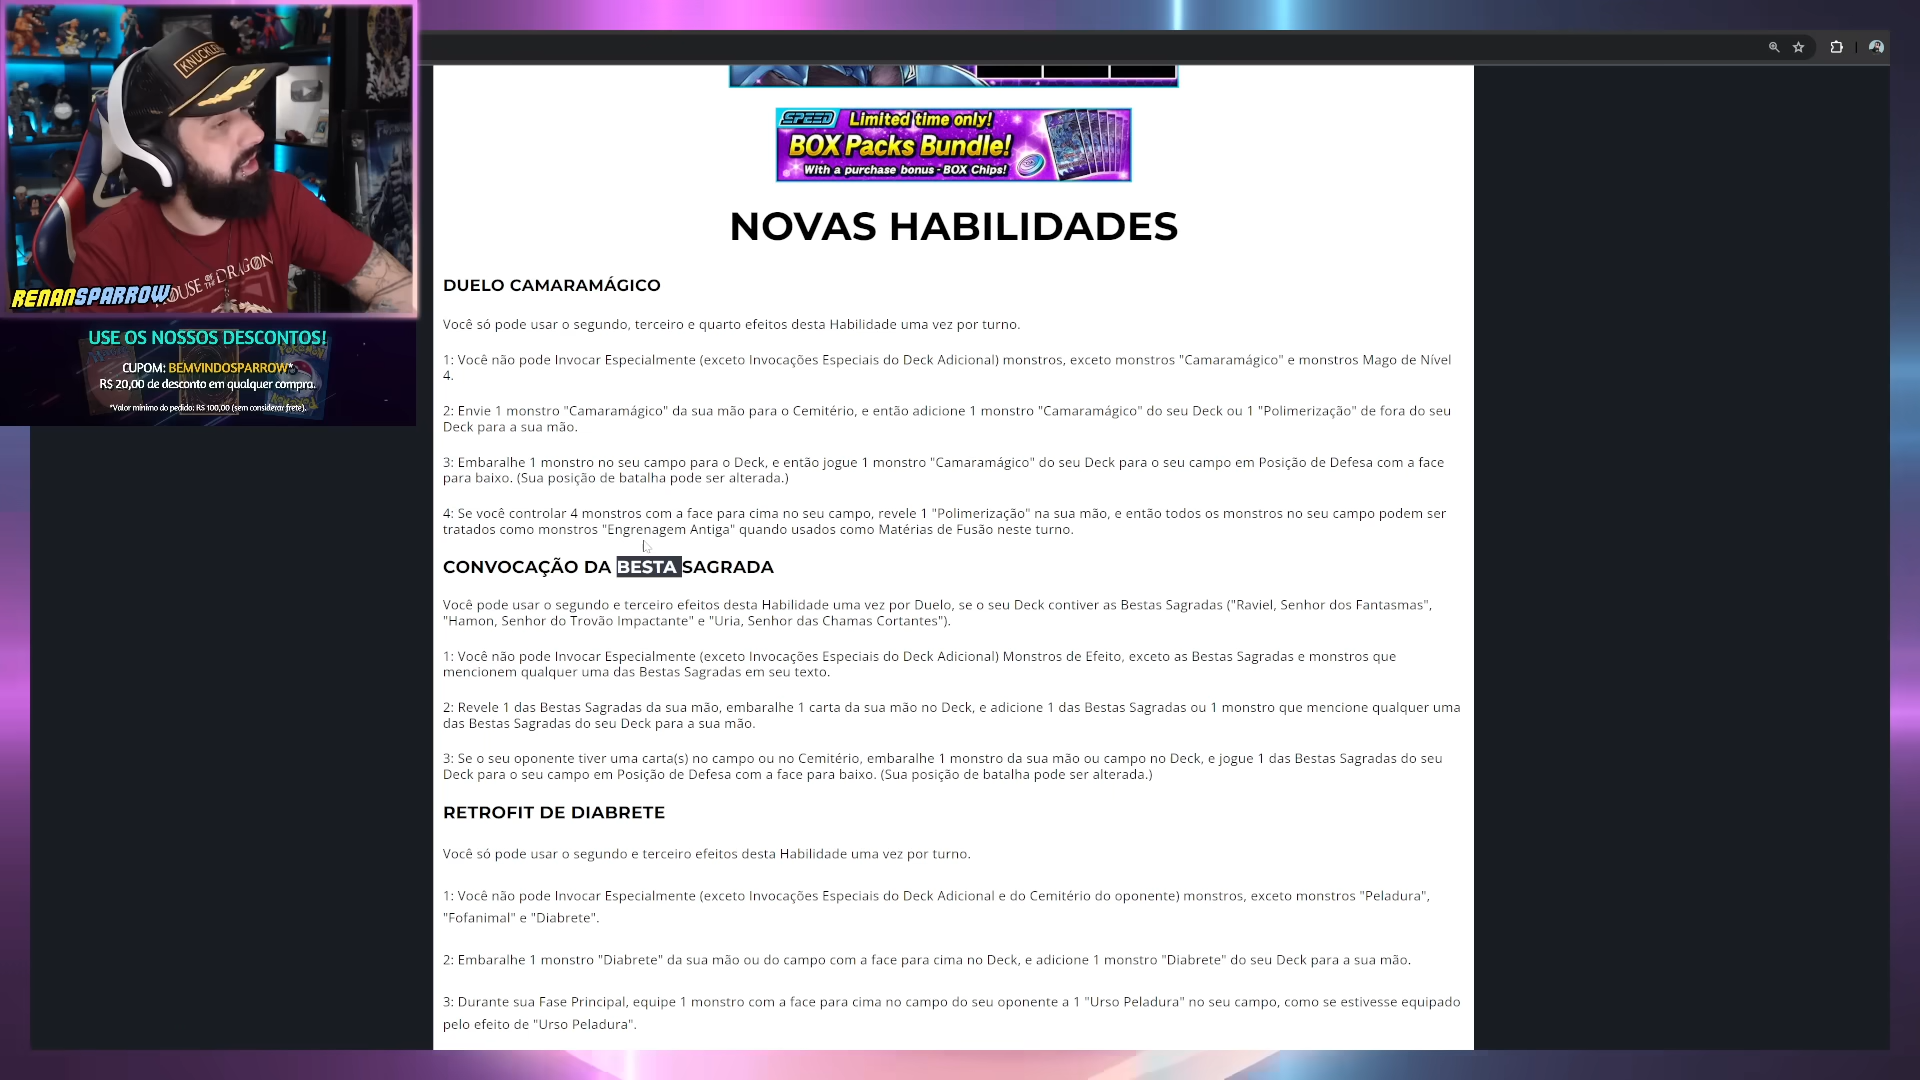 KNUCKLE
HOUSE OF THE DRAGON
RENANSPARROW
USE OS NOSSOS DESCONTOS!
CUPOM: BEMVINDOSPARROW*
R$ 20,00 de desconto em qualquer compra.
*Valor mínimo do pedido: R$ 100,00 (sem considerar frete).
SPEED Limited time only!
BOX Packs Bundle!
With a purchase bonus - BOX Chips!
NOVAS HABILIDADES
DUELO CAMARAMÁGICO
Você só pode usar o segundo, terceiro e quarto efeitos desta Habilidade uma vez por turno.
1: Você não pode Invocar Especialmente (exceto Invocações Especiais do Deck Adicional) monstros, exceto monstros "Camaramágico" e monstros Mago de Nível
4.
2: Envie 1 monstro "Camaramágico" da sua mão para o Cemitério, e então adicione 1 monstro "Camaramágico" do seu Deck ou 1 "Polimerização" de fora do seu
Deck para a sua mão.
3: Embaralhe 1 monstro no seu campo para o Deck, e então jogue 1 monstro "Camaramágico" do seu Deck para o seu campo em Posição de Defesa com a face
para baixo. (Sua posição de batalha pode ser alterada.)
4: Se você controlar 4 monstros com a face para cima no seu campo, revele 1 "Polimerização" na sua mão, e então todos os monstros no seu campo podem ser
tratados como monstros "Engrenagem Antiga" quando usados como Matérias de Fusão neste turno.
CONVOCAÇÃO DA BESTA SAGRADA
Você pode usar o segundo e terceiro efeitos desta Habilidade uma vez por Duelo, se o seu Deck contiver as Bestas Sagradas ("Raviel, Senhor dos Fantasmas",
"Hamon, Senhor do Trovão Impactante" e "Uria, Senhor das Chamas Cortantes").
1: Você não pode Invocar Especialmente (exceto Invocações Especiais do Deck Adicional) Monstros de Efeito, exceto as Bestas Sagradas e monstros que
mencionem qualquer uma das Bestas Sagradas em seu texto.
2: Revele 1 das Bestas Sagradas da sua mão, embaralhe 1 carta da sua mão no Deck, e adicione 1 das Bestas Sagradas ou 1 monstro que mencione qualquer uma
das Bestas Sagradas do seu Deck para a sua mão.
3: Se o seu oponente tiver uma carta(s) no campo ou no Cemitério, embaralhe 1 monstro da sua mão ou campo no Deck, e jogue 1 das Bestas Sagradas do seu
Deck para o seu campo em Posição de Defesa com a face para baixo. (Sua posição de batalha pode ser alterada.)
RETROFIT DE DIABRETE
Você só pode usar o segundo e terceiro efeitos desta Habilidade uma vez por turno.
1: Você não pode Invocar Especialmente (exceto Invocações Especiais do Deck Adicional e do Cemitério do oponente) monstros, exceto monstros "Peladura",
"Fofanimal" e "Diabrete".
2: Embaralhe 1 monstro "Diabrete" da sua mão ou do campo com a face para cima no Deck, e adicione 1 monstro "Diabrete" do seu Deck para a sua mão.
3: Durante sua Fase Principal, equipe 1 monstro com a face para cima no campo do seu oponente a 1 "Urso Peladura" no seu campo, como se estivesse equipado
pelo efeito de "Urso Peladura".